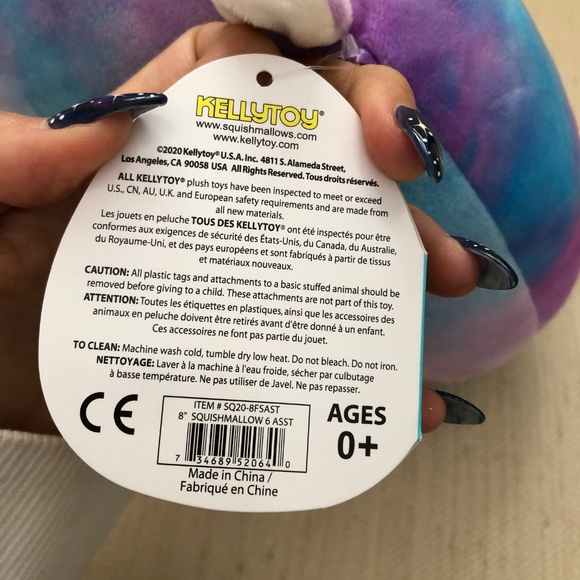 KELLYTOY®
www.squishmallows.com
www.kellytoy.com
©2020 Kellytoy® U.S.A. Inc. 4811 S. Alameda Street,
Los Angeles, CA 90058 USA All Rights Reserved. Tous droits réservés.
ALL KELLYTOY® plush toys have been inspected to meet or exceed
U.S., CN, AU, U.K. and European safety requirements and are made from
all new materials.
Les jouets en peluche TOUS DES KELLYTOY® ont été inspectés pour être
conformes aux exigences de sécurité des États-Unis, du Canada, du Australie,
du Royaume-Uni, et des pays européens et sont fabriqués à partir de tissus
et matériaux nouveaux.
CAUTION: All plastic tags and attachments to a basic stuffed animal should be
removed before giving to a child. These attachments are not part of this toy.
ATTENTION: Toutes les étiquettes en plastiques, ainsi que les accessoires des
animaux en peluche doivent être retirés avant d'être donné à un enfant.
Ces accessoires ne font pas partie du jouet.
TO CLEAN: Machine wash cold, tumble dry low heat. Do not bleach. Do not iron.
NETTOYAGE: Laver à la machine à l'eau froide, sécher par culbutage
à basse température. Ne pas utiliser de Javel. Ne pas repasser.
CE
ITEM # SQ20-8FSAST
8" SQUISHMALLOW 6 ASST
7 34689 52064 0
AGES
0+
Made in China /
Fabriqué en Chine